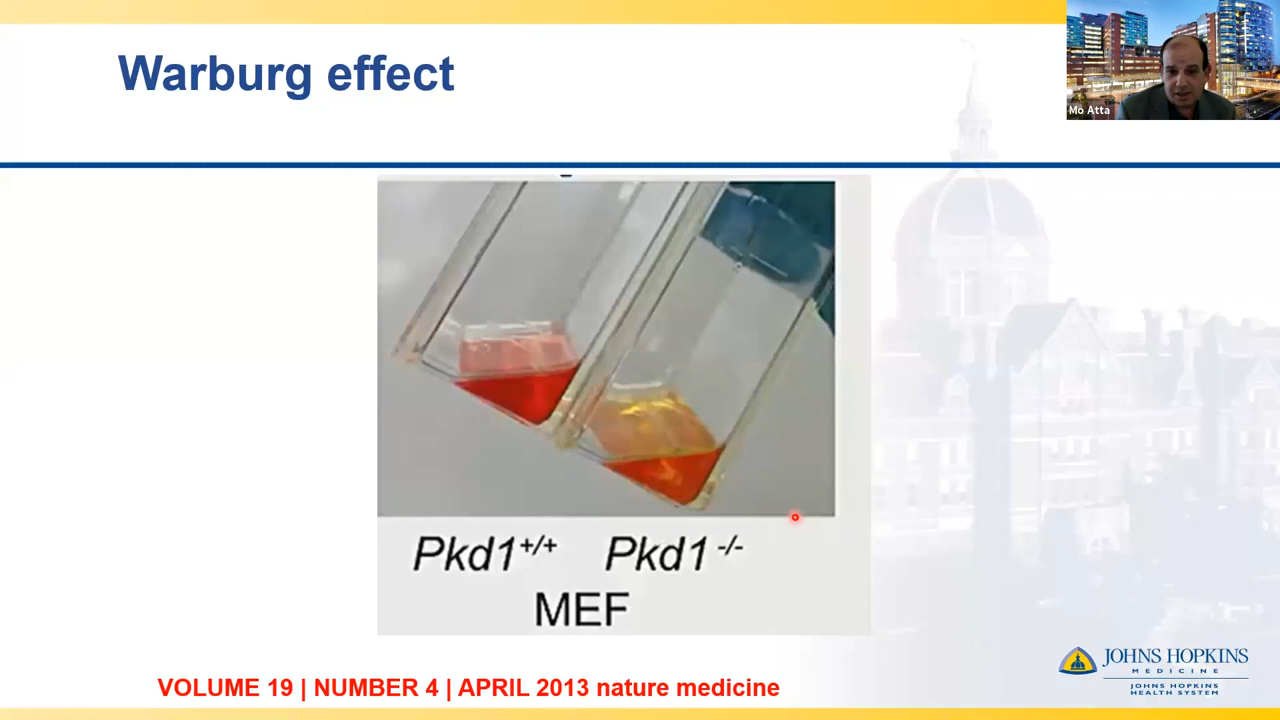 Warburg effect
Mo Atta
Pkd1+/+ Pkd1 -/-
MEF
VOLUME 19 | NUMBER 4 | APRIL 2013 nature medicine
JOHNS HOPKINS
MEDICINE
JOHNS HOPKINS
HEALTH SYSTEM